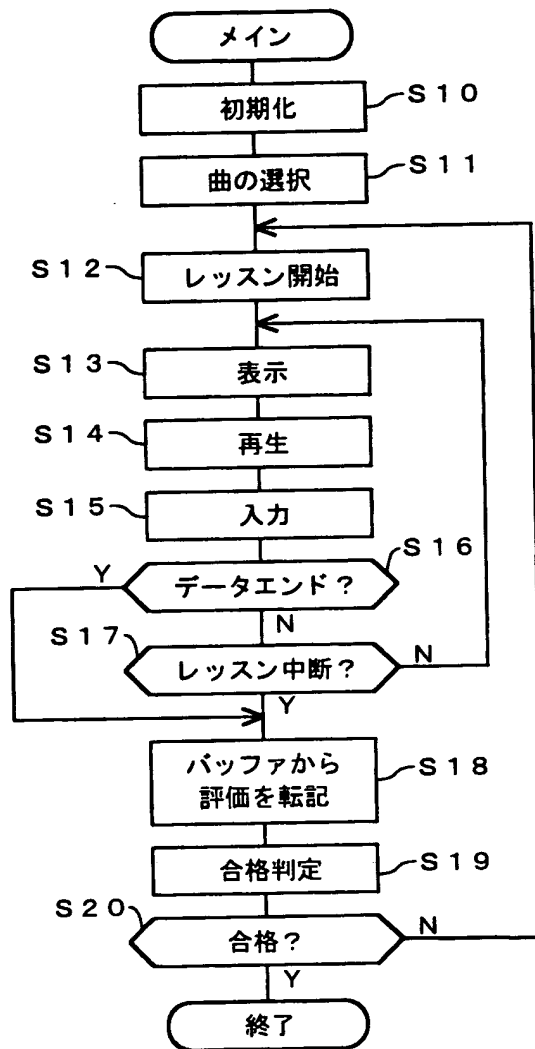 メイン
初期化
S10
曲の選択
S11
S12
レッスン開始
S13
表示
S14
再生
S15
入力
S16
Y
データエンド?
N
S17
レッスン中断?
N
Y
バッファから
評価を転記
S18
合格判定
S19
S20
合格?
N
Y
終了